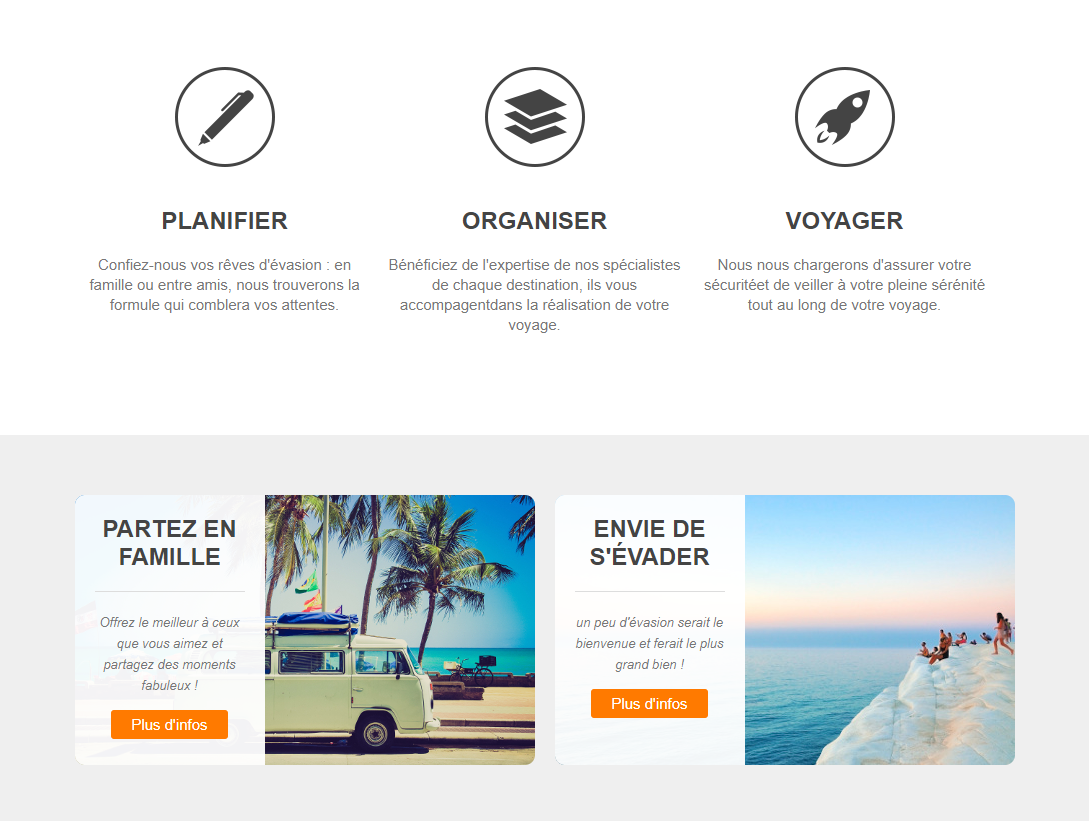 PLANIFIER
Confiez-nous vos rêves d'évasion : en
famille ou entre amis, nous trouverons la
formule qui comblera vos attentes.
ORGANISER
Bénéficiez de l'expertise de nos spécialistes
de chaque destination, ils vous
accompagentdans la réalisation de votre
voyage.
VOYAGER
Nous nous chargerons d'assurer votre
sécuritéet de veiller à votre pleine sérénité
tout au long de votre voyage.
PARTEZ EN
FAMILLE
Offrez le meilleur à ceux
que vous aimez et
partagez des moments
fabuleux !
Plus d'infos
ENVIE DE
S'ÉVADER
un peu d'évasion serait le
bienvenue et ferait le plus
grand bien !
Plus d'infos